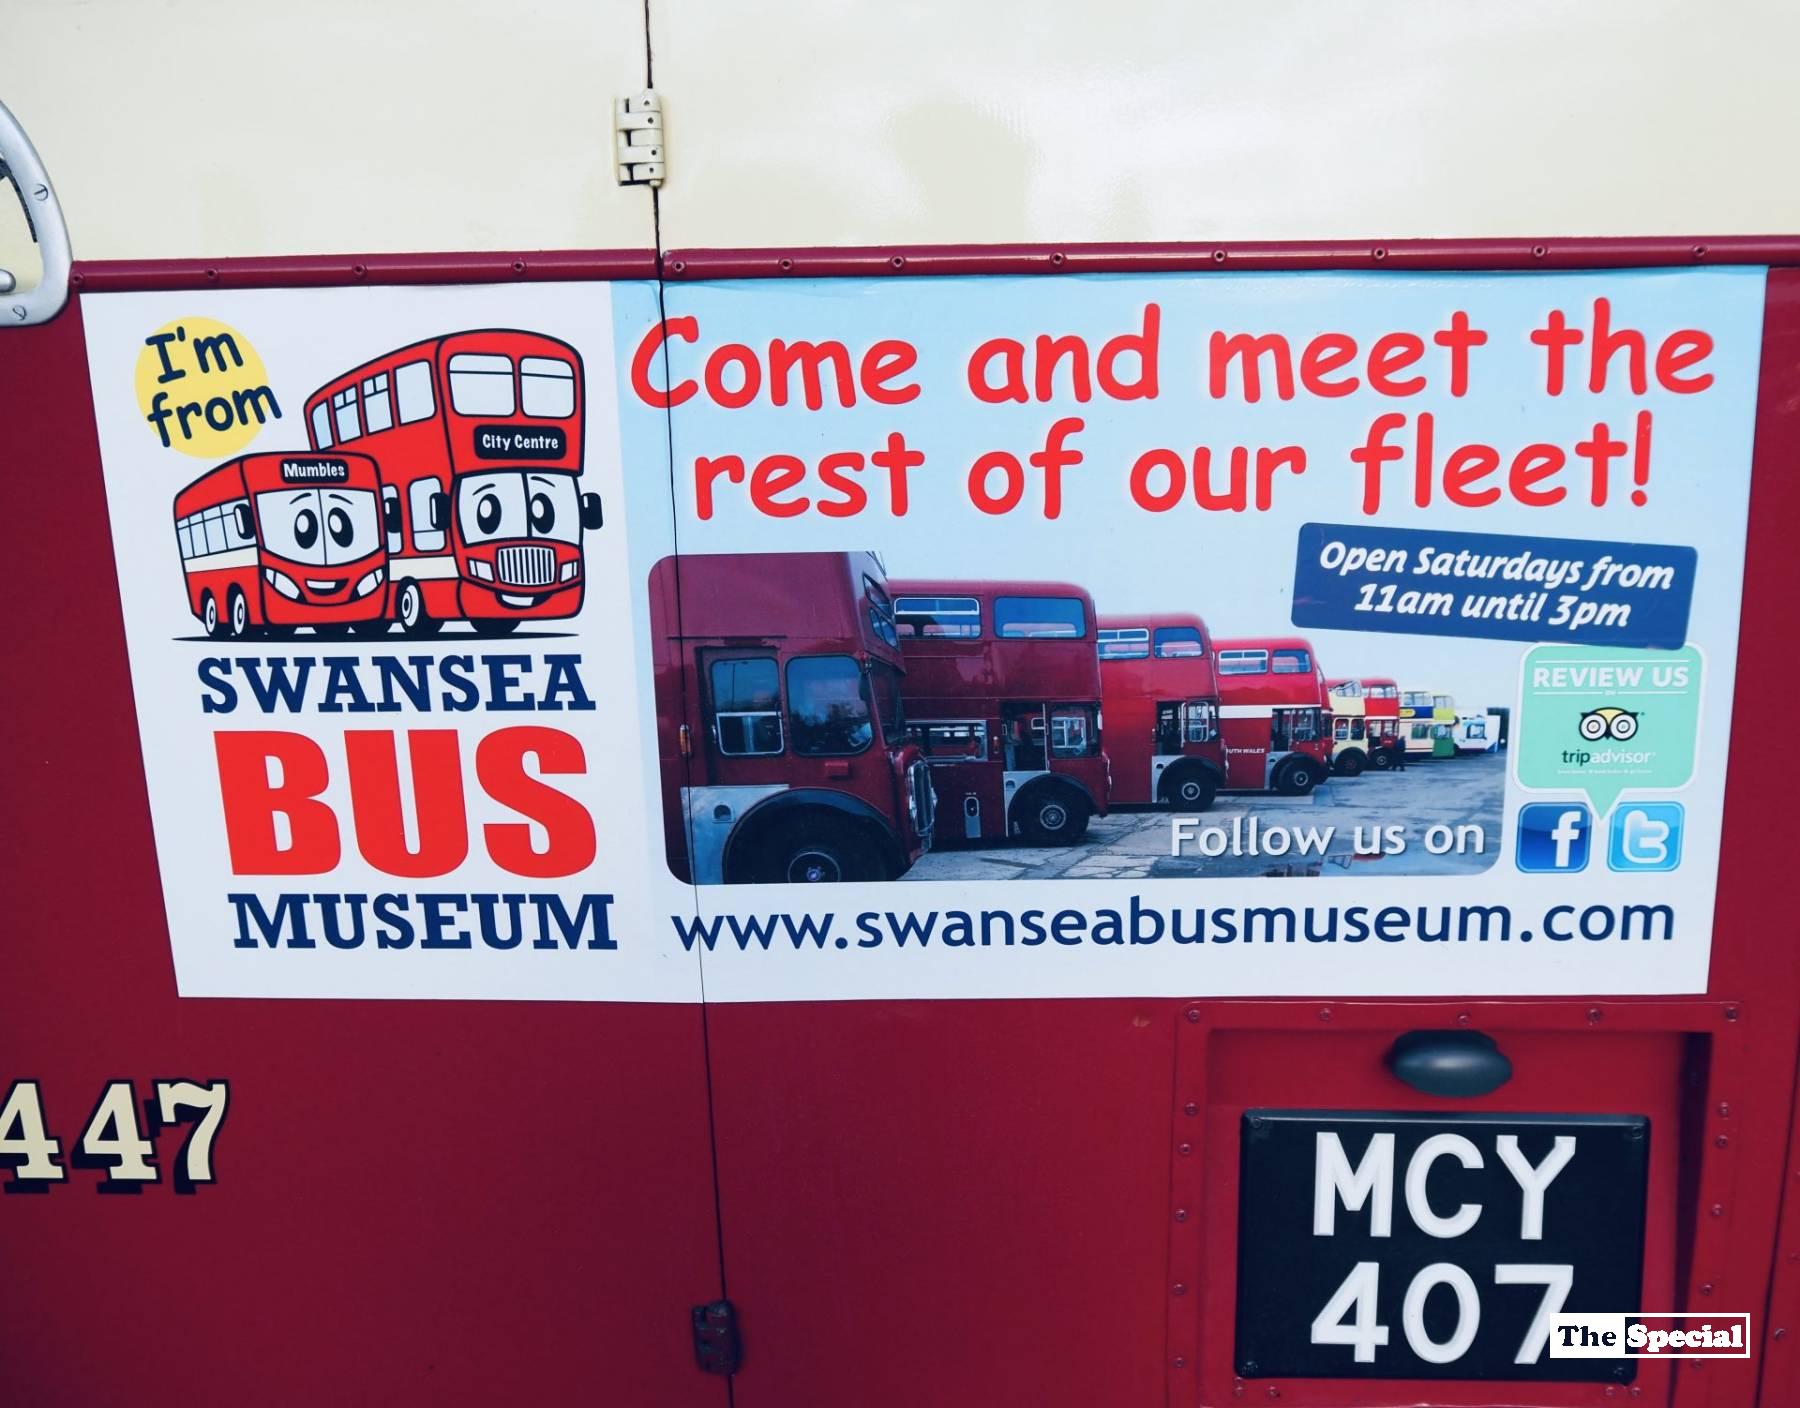 I'm
from
Mumbles
City Centre
SWANSEA
BUS
MUSEUM
Come and meet the
rest of our fleet!
Open Saturdays from
11am until 3pm
REVIEW US
ON
tripadvisor
Follow us on
f t
www.swanseabusmuseum.com
447
MCY
407
The Special